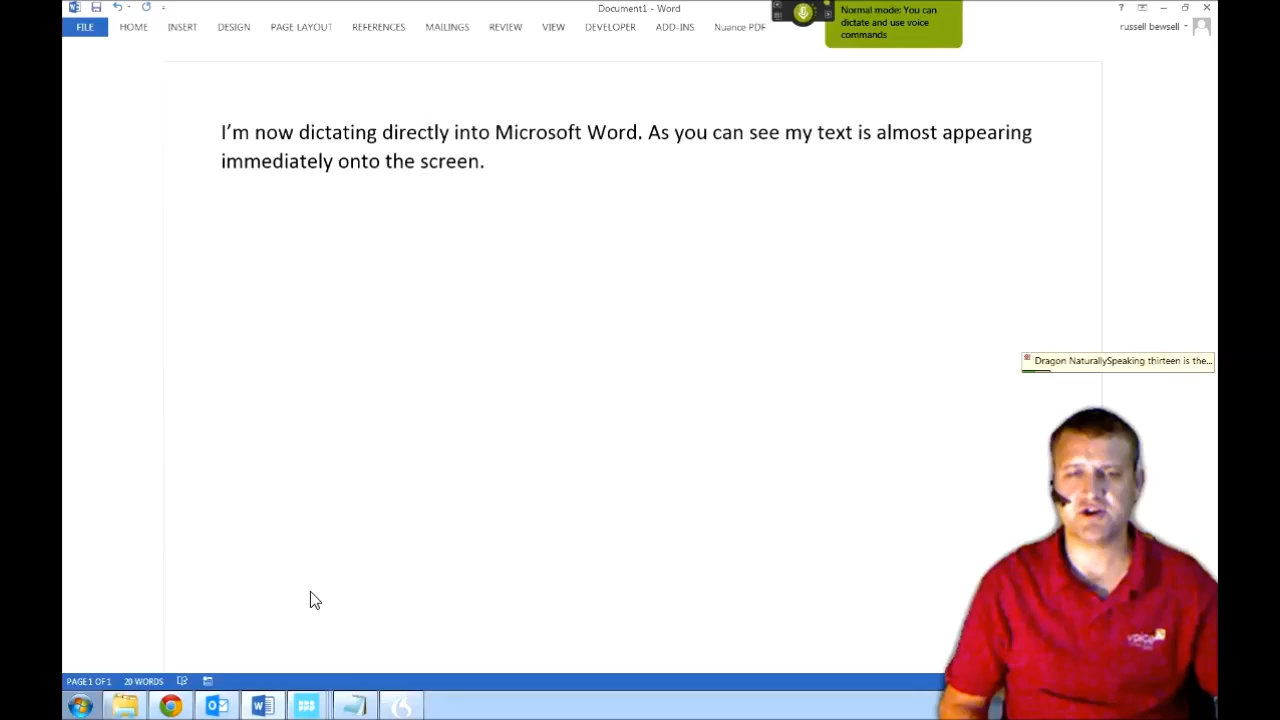 Document1 - Word
Normal mode: You can
dictate and use voice
commands
FILE HOME INSERT DESIGN PAGE LAYOUT REFERENCES MAILINGS REVIEW VIEW DEVELOPER ADD-INS Nuance PDF
russell bewsell
I'm now dictating directly into Microsoft Word. As you can see my text is almost appearing
immediately onto the screen.
Dragon NaturallySpeaking thirteen is the...
voice
PAGE 1 OF 1 20 WORDS